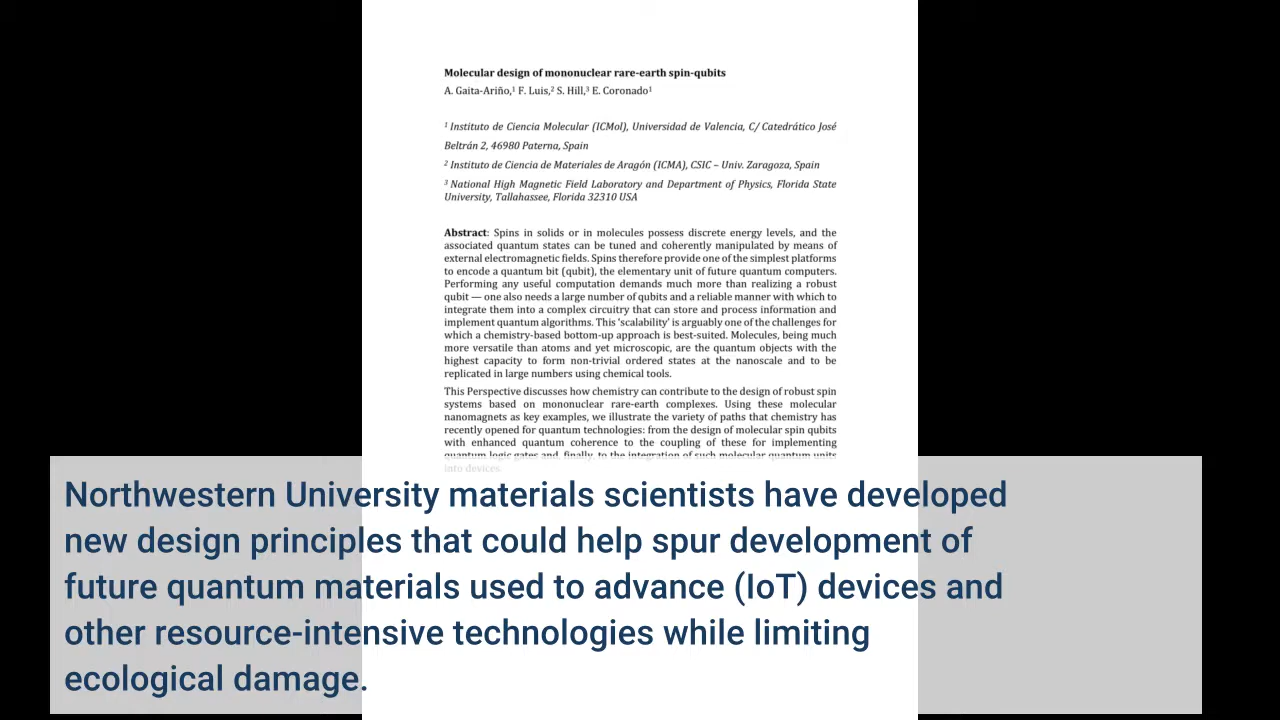 Molecular design of mononuclear rare-earth spin-qubits
A. Gaita-Ariño,¹ F. Luis,² S. Hill,³ E. Coronado¹
¹ Instituto de Ciencia Molecular (ICMol), Universidad de Valencia, C/ Catedrático José
Beltrán 2, 46980 Paterna, Spain
² Instituto de Ciencia de Materiales de Aragón (ICMA), CSIC – Univ. Zaragoza, Spain
³ National High Magnetic Field Laboratory and Department of Physics, Florida State
University, Tallahassee, Florida 32310 USA
Abstract: Spins in solids or in molecules possess discrete energy levels, and the
associated quantum states can be tuned and coherently manipulated by means of
external electromagnetic fields. Spins therefore provide one of the simplest platforms
to encode a quantum bit (qubit), the elementary unit of future quantum computers.
Performing any useful computation demands much more than realizing a robust
qubit — one also needs a large number of qubits and a reliable manner with which to
integrate them into a complex circuitry that can store and process information and
implement quantum algorithms. This ‘scalability’ is arguably one of the challenges for
which a chemistry-based bottom-up approach is best-suited. Molecules, being much
more versatile than atoms and yet microscopic, are the quantum objects with the
highest capacity to form non-trivial ordered states at the nanoscale and to be
replicated in large numbers using chemical tools.
This Perspective discusses how chemistry can contribute to the design of robust spin
systems based on mononuclear rare-earth complexes. Using these molecular
nanomagnets as key examples, we illustrate the variety of paths that chemistry has
recently opened for quantum technologies: from the design of molecular spin qubits
with enhanced quantum coherence to the coupling of these for implementing
quantum logic gates and, finally, to the integration of such molecular quantum units
into devices.
Northwestern University materials scientists have developed
new design principles that could help spur development of
future quantum materials used to advance (IoT) devices and
other resource-intensive technologies while limiting
ecological damage.